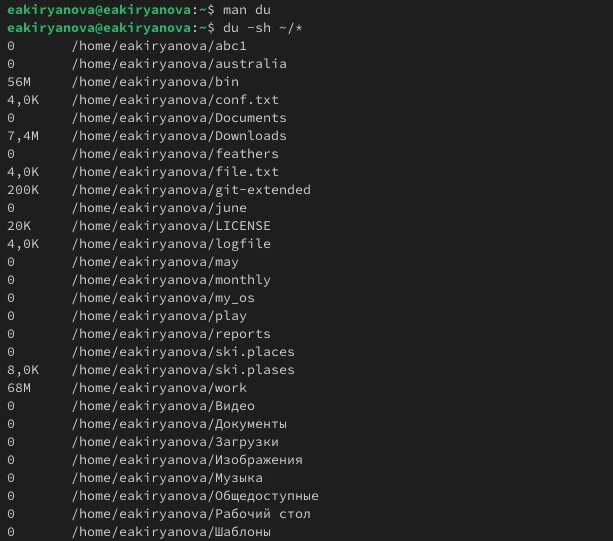 eakiryanova@eakiryanova:~$ man du
eakiryanova@eakiryanova:~$ du -sh ~/*
0 /home/eakiryanova/abc1
0 /home/eakiryanova/australia
56M /home/eakiryanova/bin
4,0K /home/eakiryanova/conf.txt
0 /home/eakiryanova/Documents
7,4M /home/eakiryanova/Downloads
0 /home/eakiryanova/feathers
4,0K /home/eakiryanova/file.txt
200K /home/eakiryanova/git-extended
0 /home/eakiryanova/june
20K /home/eakiryanova/LICENSE
4,0K /home/eakiryanova/logfile
0 /home/eakiryanova/may
0 /home/eakiryanova/monthly
0 /home/eakiryanova/my_os
0 /home/eakiryanova/play
0 /home/eakiryanova/reports
0 /home/eakiryanova/ski.places
8,0K /home/eakiryanova/ski.plases
68M /home/eakiryanova/work
0 /home/eakiryanova/Видео
0 /home/eakiryanova/Документы
0 /home/eakiryanova/Загрузки
0 /home/eakiryanova/Изображения
0 /home/eakiryanova/Музыка
0 /home/eakiryanova/Общедоступные
0 /home/eakiryanova/Рабочий стол
0 /home/eakiryanova/Шаблоны